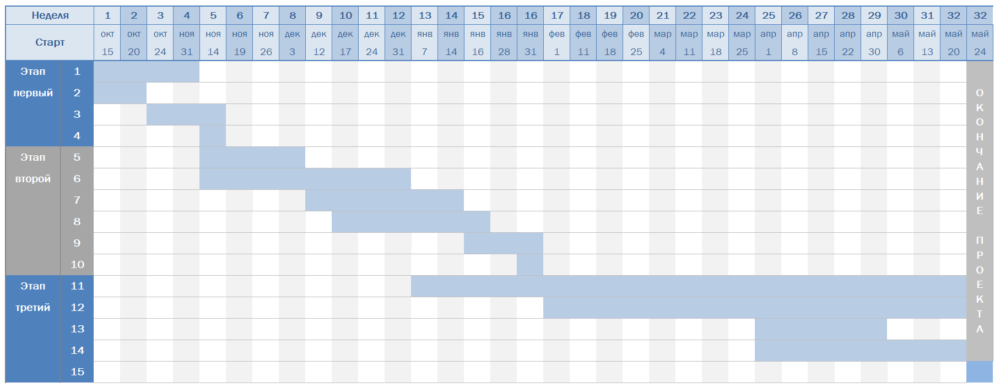 Неделя 1 2 3 4 5 6 7 8 9 10 11 12 13 14 15 16 16 17 18 19 20 21 22 23 24 25 26 27 28 29 30 31 32 32
Старт окт окт окт ноя ноя ноя ноя дек дек дек дек дек янв янв янв янв янв фев фев фев фев мар мар мар мар апр апр апр апр апр май май май май
15 20 24 31 14 19 26 3 12 17 24 31 7 14 16 28 31 1 11 18 25 4 11 18 25 1 8 15 22 30 6 13 20 24
Этап 1
первый 2
3
4
Этап 5
второй 6
7
8
9
10
Этап 11
третий 12
13
14
15
ОКОНЧАНИЕ ПРОЕКТА